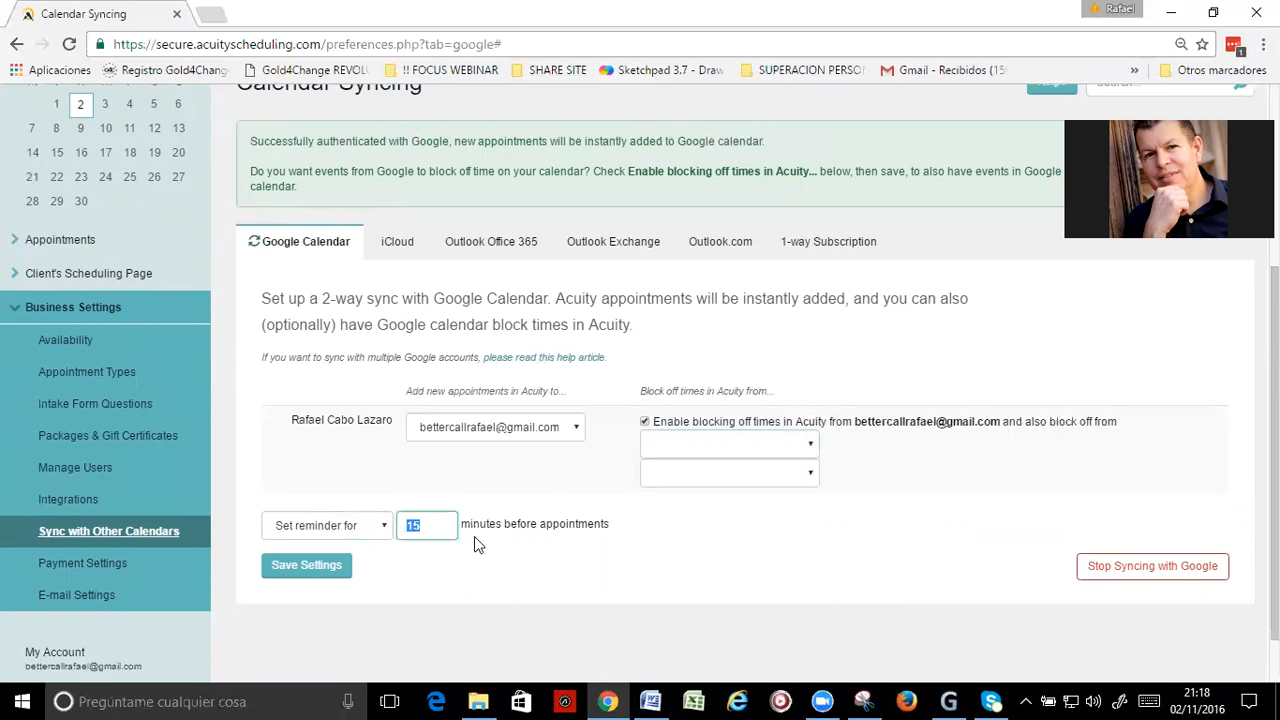 Calendar Syncing
Rafael
https://secure.acuityscheduling.com/preferences.php?tab=google#
1
Aplicaciones
Registro Gold4Change
Gold4Change REVOL
!! FOCUS WEBINAR
SHARE SITE
Sketchpad 3.7 - Draw
SUPERACION PERSON
Gmail - Recibidos (15
»
Otros marcadores
Calendar Syncing
1 2 3 4 5 6
7 8 9 10 11 12 13
14 15 16 17 18 19 20
21 22 23 24 25 26 27
28 29 30
Appointments
Client's Scheduling Page
Business Settings
Availability
Appointment Types
Intake Form Questions
Packages & Gift Certificates
Manage Users
Integrations
Sync with Other Calendars
Payment Settings
E-mail Settings
My Account
bettercallrafael@gmail.com
Successfully authenticated with Google, new appointments will be instantly added to Google calendar.
Do you want events from Google to block off time on your calendar? Check Enable blocking off times in Acuity... below, then save, to also have events in Google
calendar.
Google Calendar
iCloud
Outlook Office 365
Outlook Exchange
Outlook.com
1-way Subscription
Set up a 2-way sync with Google Calendar. Acuity appointments will be instantly added, and you can also
(optionally) have Google calendar block times in Acuity.
If you want to sync with multiple Google accounts, please read this help article.
Add new appointments in Acuity to...
Block off times in Acuity from...
Rafael Cabo Lazaro
bettercallrafael@gmail.com
Enable blocking off times in Acuity from bettercallrafael@gmail.com and also block off from
Set reminder for
15
minutes before appointments
Save Settings
Stop Syncing with Google
Pregúntame cualquier cosa
21:18
02/11/2016